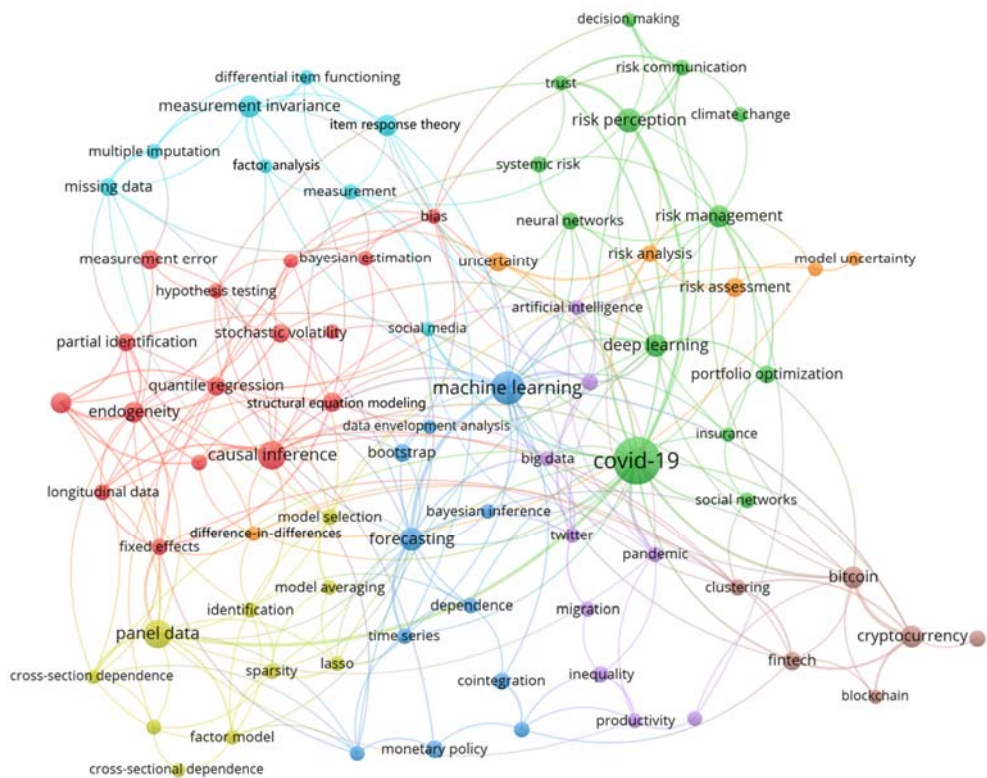 decision making
risk communication
differential item functioning
trust
measurement invariance
climate change
risk perception
item response theory
multiple imputation
factor analysis
systemic risk
missing data
measurement
bias
neural networks
risk management
measurement error
bayesian estimation
uncertainty
risk analysis
model uncertainty
hypothesis testing
risk assessment
artificial intelligence
stochastic volatility
social media
partial identification
deep learning
portfolio optimization
quantile regression
machine learning
structural equation modeling
endogeneity
data envelopment analysis
insurance
causal inference
bootstrap
big data
covid-19
longitudinal data
social networks
model selection
bayesian inference
difference-in-differences
forecasting
twitter
fixed effects
pandemic
bitcoin
model averaging
clustering
identification
dependence
migration
panel data
time series
cryptocurrency
lasso
fintech
cross-section dependence
sparsity
inequality
cointegration
blockchain
productivity
factor model
monetary policy
cross-sectional dependence